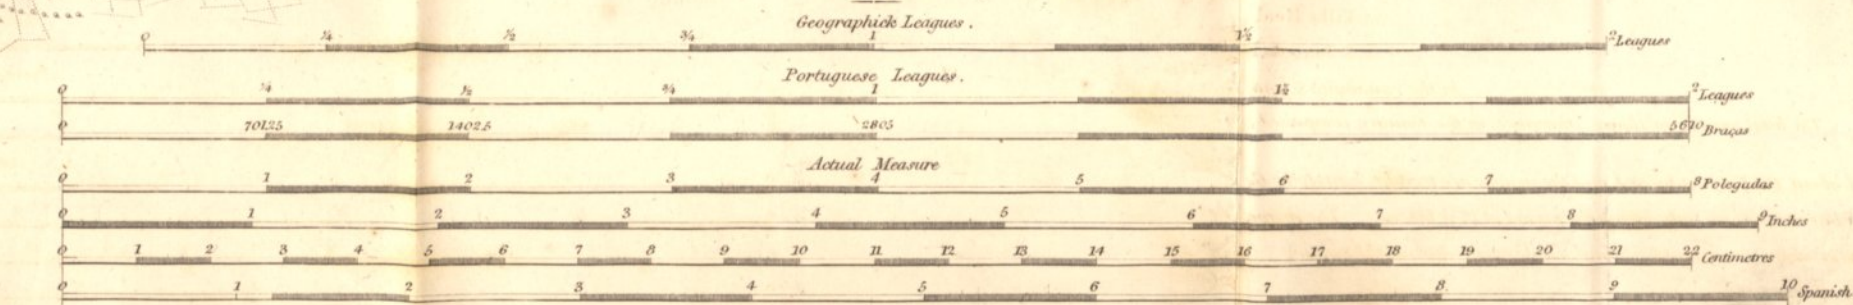 Geographick Leagues.
0 ¼ ½ ¾ 1 1½ 2 Leagues
Portuguese Leagues.
0 ¼ ½ ¾ 1 1½ 2 Leagues
0 701.25 1402.5 2805 5610 Braças
Actual Measure
0 1 2 3 4 5 6 7 8 Polegadas
0 1 2 3 4 5 6 7 8 9 Inches
0 1 2 3 4 5 6 7 8 9 10 11 12 13 14 15 16 17 18 19 20 21 22 Centimetres
0 1 2 3 4 5 6 7 8 9 10 Spanish